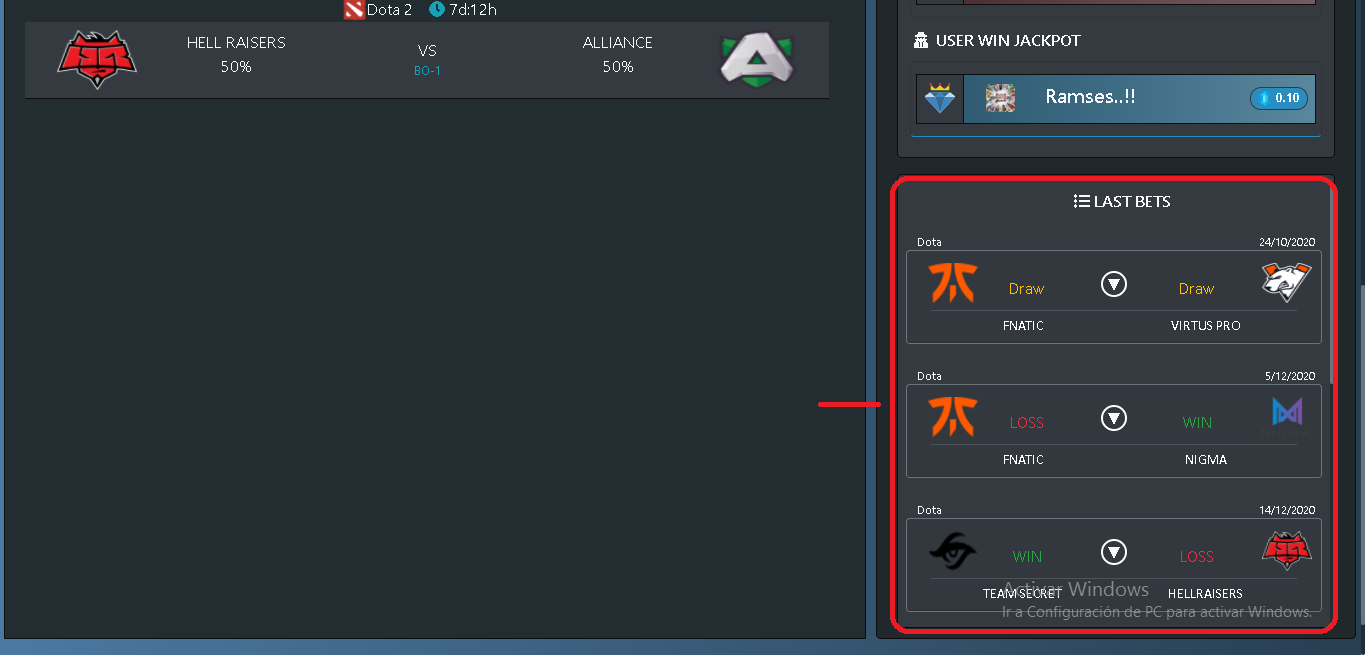 Dota 2 7d:12h
HELL RAISERS
50%
VS
BO-1
ALLIANCE
50%
USER WIN JACKPOT
Ramses..!! 0.10
LAST BETS
Dota 24/10/2020
Draw Draw
FNATIC VIRTUS PRO
Dota 5/12/2020
LOSS WIN
FNATIC NIGMA
Dota 14/12/2020
WIN LOSS
TEAM SECRET HELLRAISERS
Activar Windows
Ir a Configuración de PC para activar Windows.